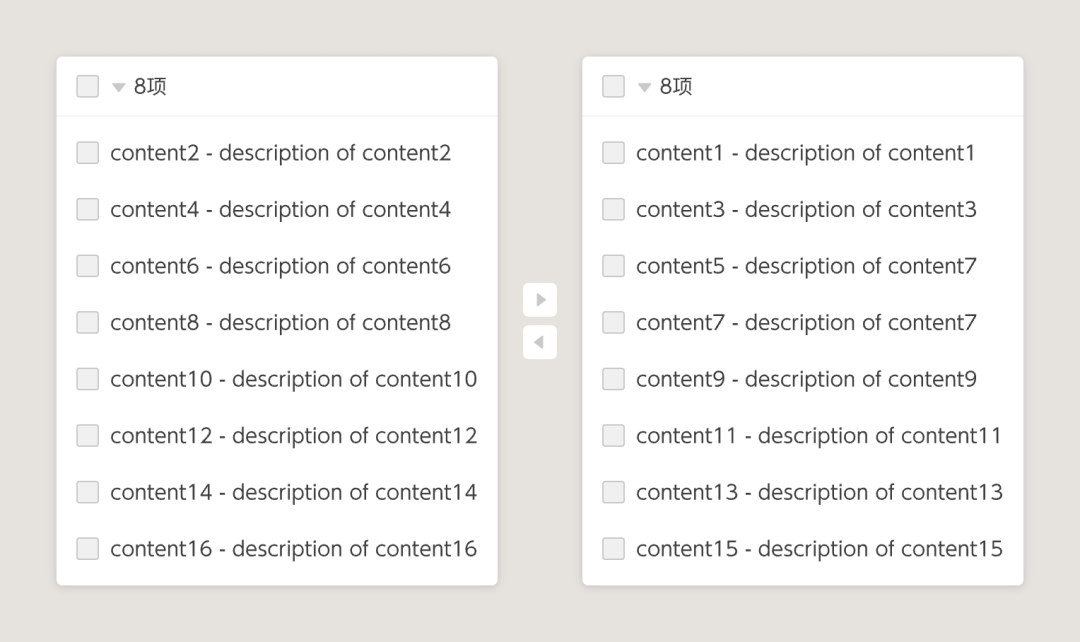 8项
content2 - description of content2
content4 - description of content4
content6 - description of content6
content8 - description of content8
content10 - description of content10
content12 - description of content12
content14 - description of content14
content16 - description of content16
8项
content1 - description of content1
content3 - description of content3
content5 - description of content7
content7 - description of content7
content9 - description of content9
content11 - description of content11
content13 - description of content13
content15 - description of content15